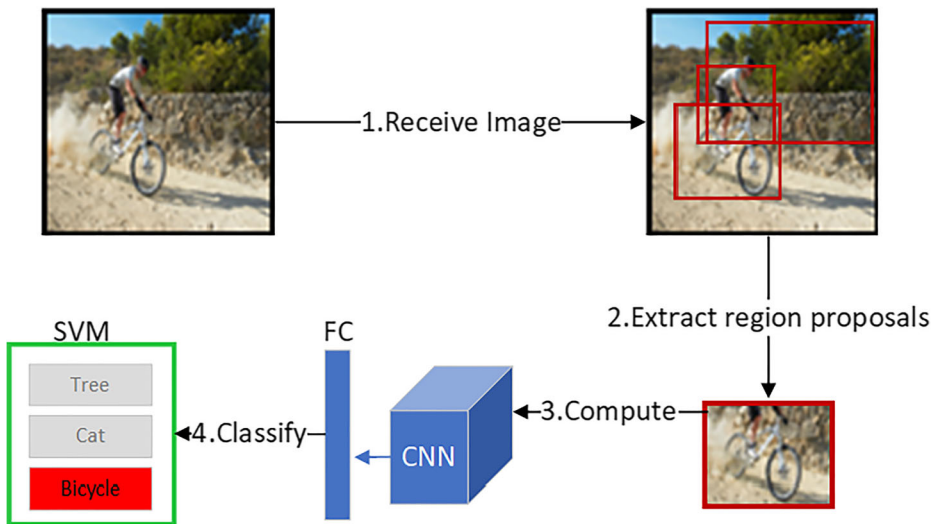 1.Receive Image
2.Extract region proposals
SVM
FC
Tree
3.Compute
Cat
4.Classify
CNN
Bicycle